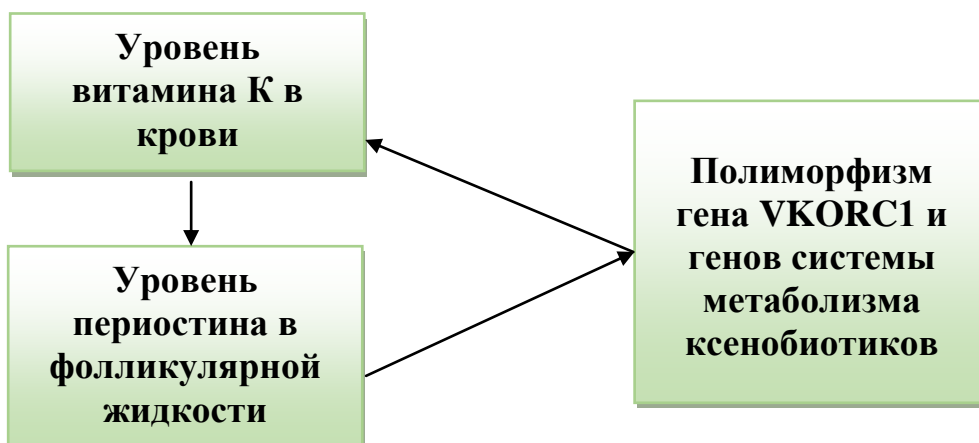 Уровень
витамина К в
крови
Уровень
периостина в
фолликулярной
жидкости
Полиморфизм
гена VKORC1 и
генов системы
метаболизма
ксенобиотиков